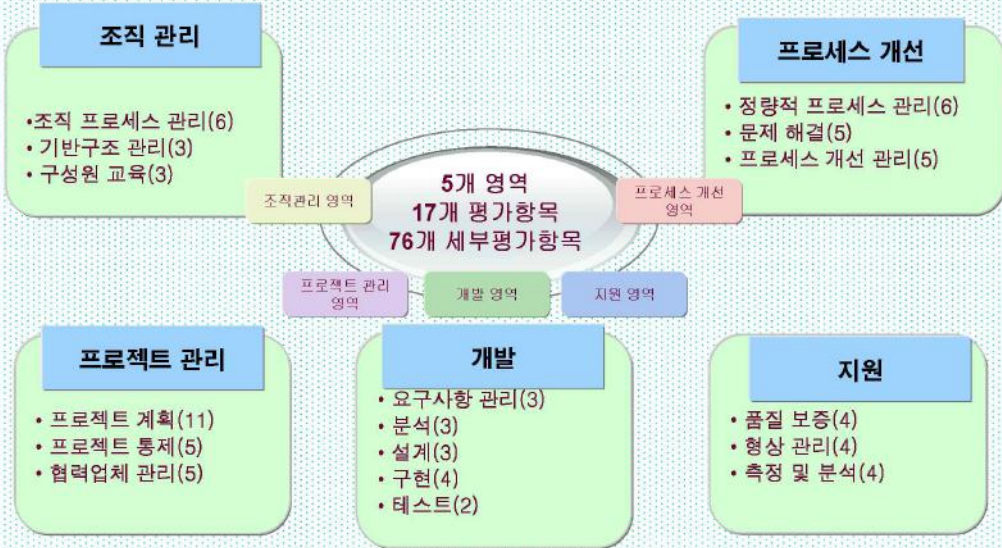 조직 관리
•조직 프로세스 관리(6)
• 기반구조 관리(3)
• 구성원 교육(3)
프로세스 개선
• 정량적 프로세스 관리(6)
• 문제 해결(5)
• 프로세스 개선 관리(5)
5개 영역
17개 평가항목
76개 세부평가항목
조직관리 영역
프로세스 개선
영역
프로젝트 관리
영역
개발 영역
지원 영역
프로젝트 관리
• 프로젝트 계획(11)
• 프로젝트 통제(5)
• 협력업체 관리(5)
개발
• 요구사항 관리(3)
• 분석(3)
• 설계(3)
• 구현(4)
• 테스트(2)
지원
• 품질 보증(4)
• 형상 관리(4)
• 측정 및 분석(4)